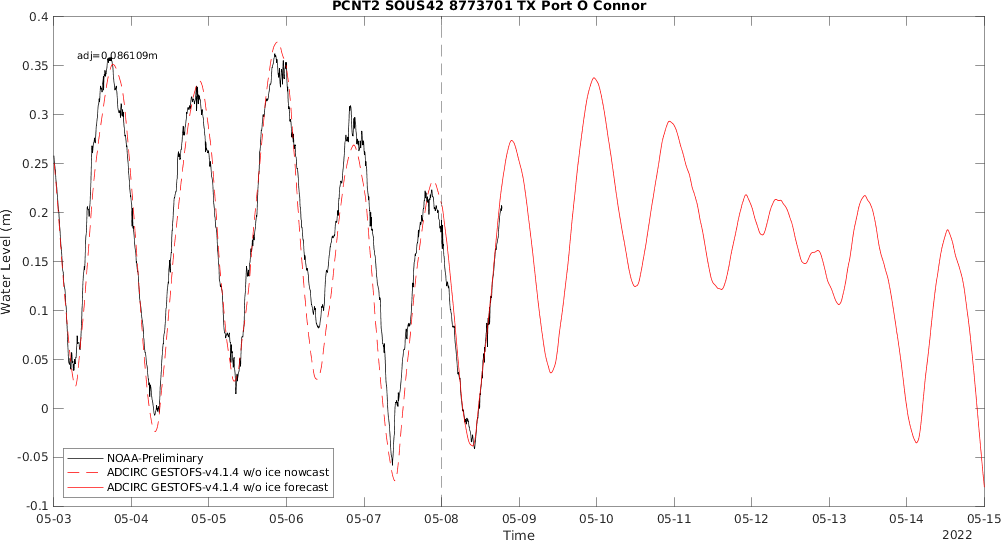 PCNT2 SOUS42 8773701 TX Port O Connor
adj=0.086109m
0.4
0.35
0.3
0.25
0.2
0.15
0.1
0.05
0
-0.05
-0.1
Water Level (m)
NOAA-Preliminary
ADCIRC GESTOFS-v4.1.4 w/o ice nowcast
ADCIRC GESTOFS-v4.1.4 w/o ice forecast
05-03 05-04 05-05 05-06 05-07 05-08 05-09 05-10 05-11 05-12 05-13 05-14 05-15
Time
2022